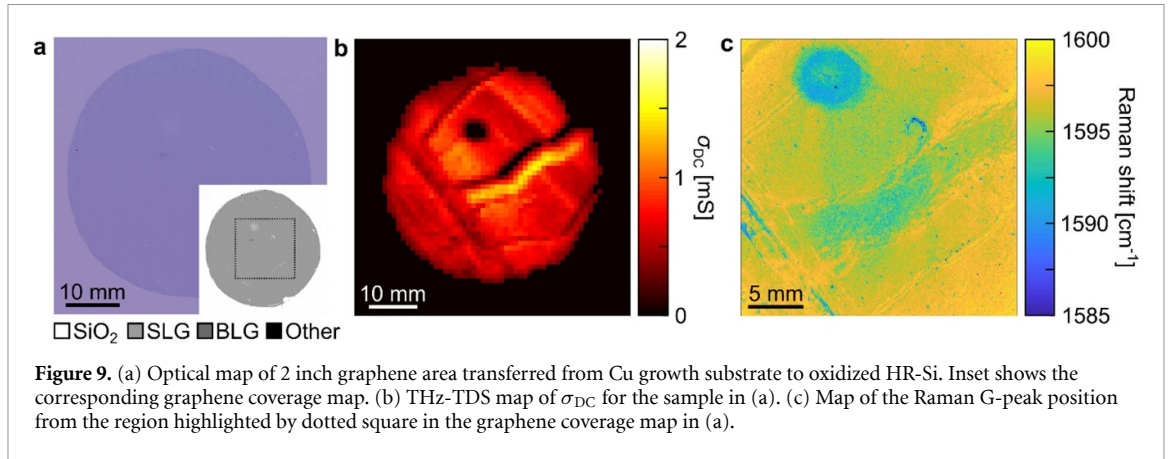 a
10 mm
SiO₂ SLG BLG Other
b
10 mm
2
1
0
σDC [mS]
c
5 mm
1600
1595
1590
1585
Raman shift [cm⁻¹]
Figure 9. (a) Optical map of 2 inch graphene area transferred from Cu growth substrate to oxidized HR-Si. Inset shows the
corresponding graphene coverage map. (b) THz-TDS map of σDC for the sample in (a). (c) Map of the Raman G-peak position
from the region highlighted by dotted square in the graphene coverage map in (a).